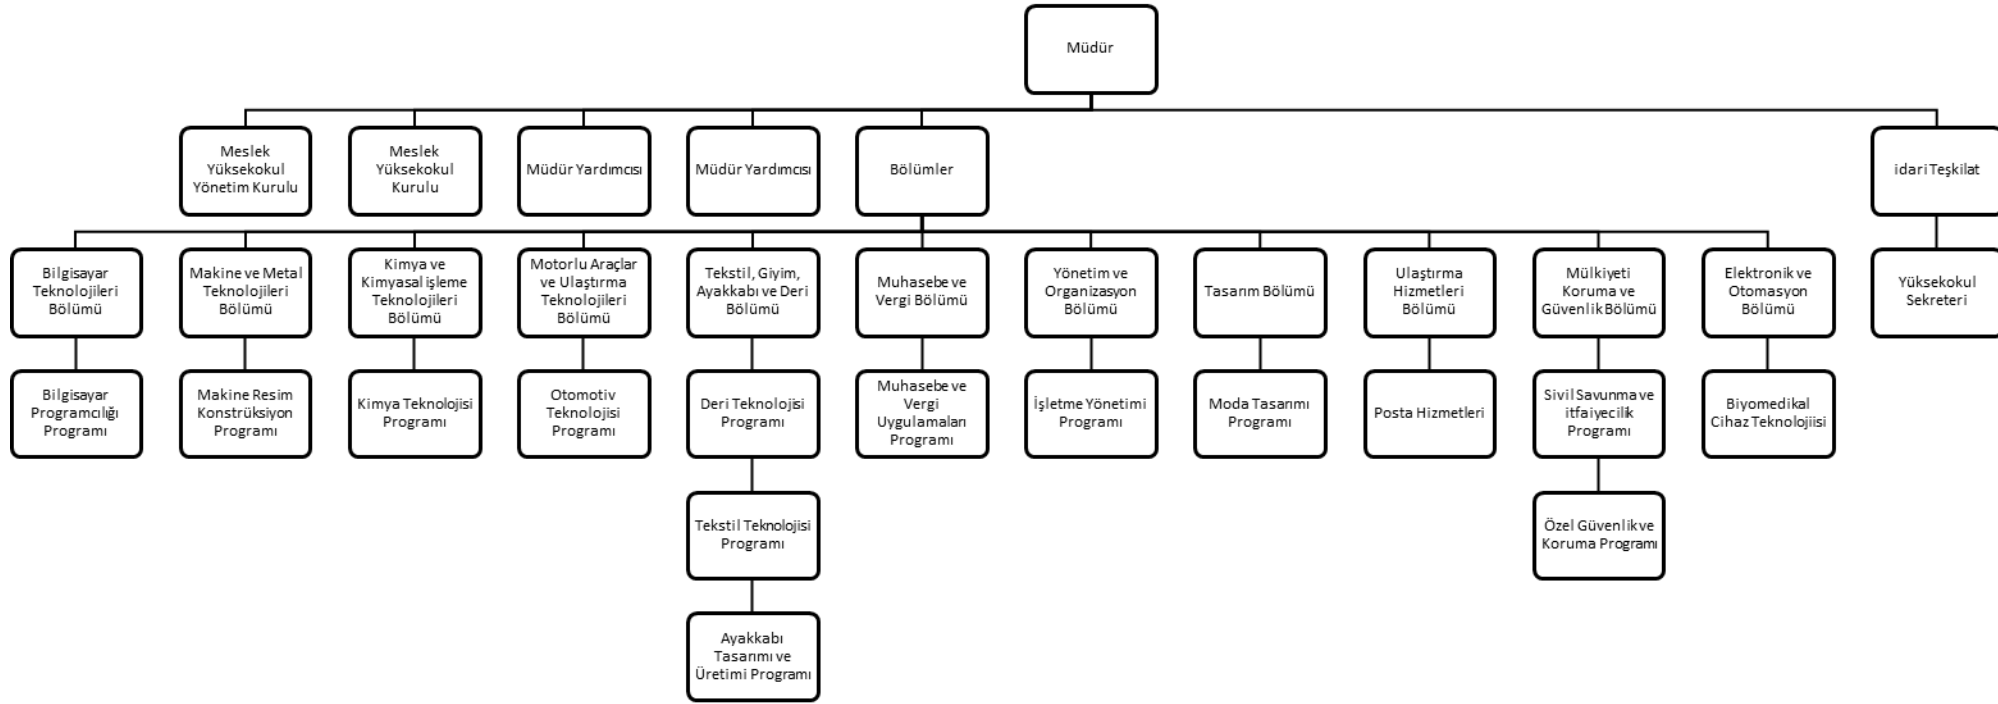 Müdür
Meslek
Yüksekokul
Yönetim Kurulu
Meslek
Yüksekokul
Kurulu
Müdür Yardımcısı
Müdür Yardımcısı
Bölümler
idari Teşkilat
Bilgisayar
Teknolojileri
Bölümü
Makine ve Metal
Teknolojileri
Bölümü
Kimya ve
Kimyasal işleme
Teknolojileri
Bölümü
Motorlu Araçlar
ve Ulaştırma
Teknolojileri
Bölümü
Tekstil, Giyim,
Ayakkabı ve Deri
Bölümü
Muhasebe ve
Vergi Bölümü
Yönetim ve
Organizasyon
Bölümü
Tasarım Bölümü
Ulaştırma
Hizmetleri
Bölümü
Mülkiyeti
Koruma ve
Güvenlik Bölümü
Elektronik ve
Otomasyon
Bölümü
Yüksekokul
Sekreteri
Bilgisayar
Programcılığı
Programı
Makine Resim
Konstrüksiyon
Programı
Kimya Teknolojisi
Programı
Otomotiv
Teknolojisi
Programı
Deri Teknolojisi
Programı
Muhasebe ve
Vergi
Uygulamaları
Programı
İşletme Yönetimi
Programı
Moda Tasarımı
Programı
Posta Hizmetleri
Sivil Savunma ve
itfaiyecilik
Programı
Biyomedikal
Cihaz Teknolojiisi
Tekstil Teknolojisi
Programı
Özel Güvenlik ve
Koruma Programı
Ayakkabı
Tasarımı ve
Üretimi Programı